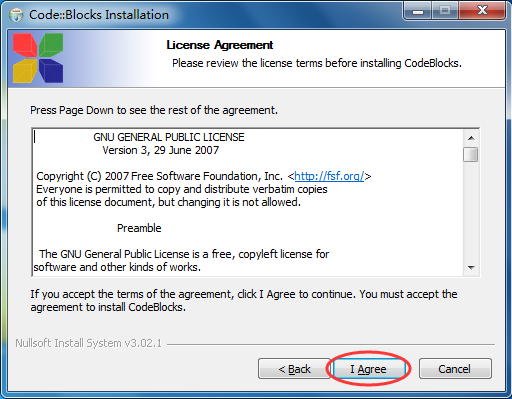 Code::Blocks Installation
License Agreement
Please review the license terms before installing CodeBlocks.
Press Page Down to see the rest of the agreement.
GNU GENERAL PUBLIC LICENSE
Version 3, 29 June 2007
Copyright (C) 2007 Free Software Foundation, Inc. <http://fsf.org/>
Everyone is permitted to copy and distribute verbatim copies
of this license document, but changing it is not allowed.
Preamble
The GNU General Public License is a free, copyleft license for
software and other kinds of works.
If you accept the terms of the agreement, click I Agree to continue. You must accept the
agreement to install CodeBlocks.
Nullsoft Install System v3.02.1
< Back I Agree Cancel